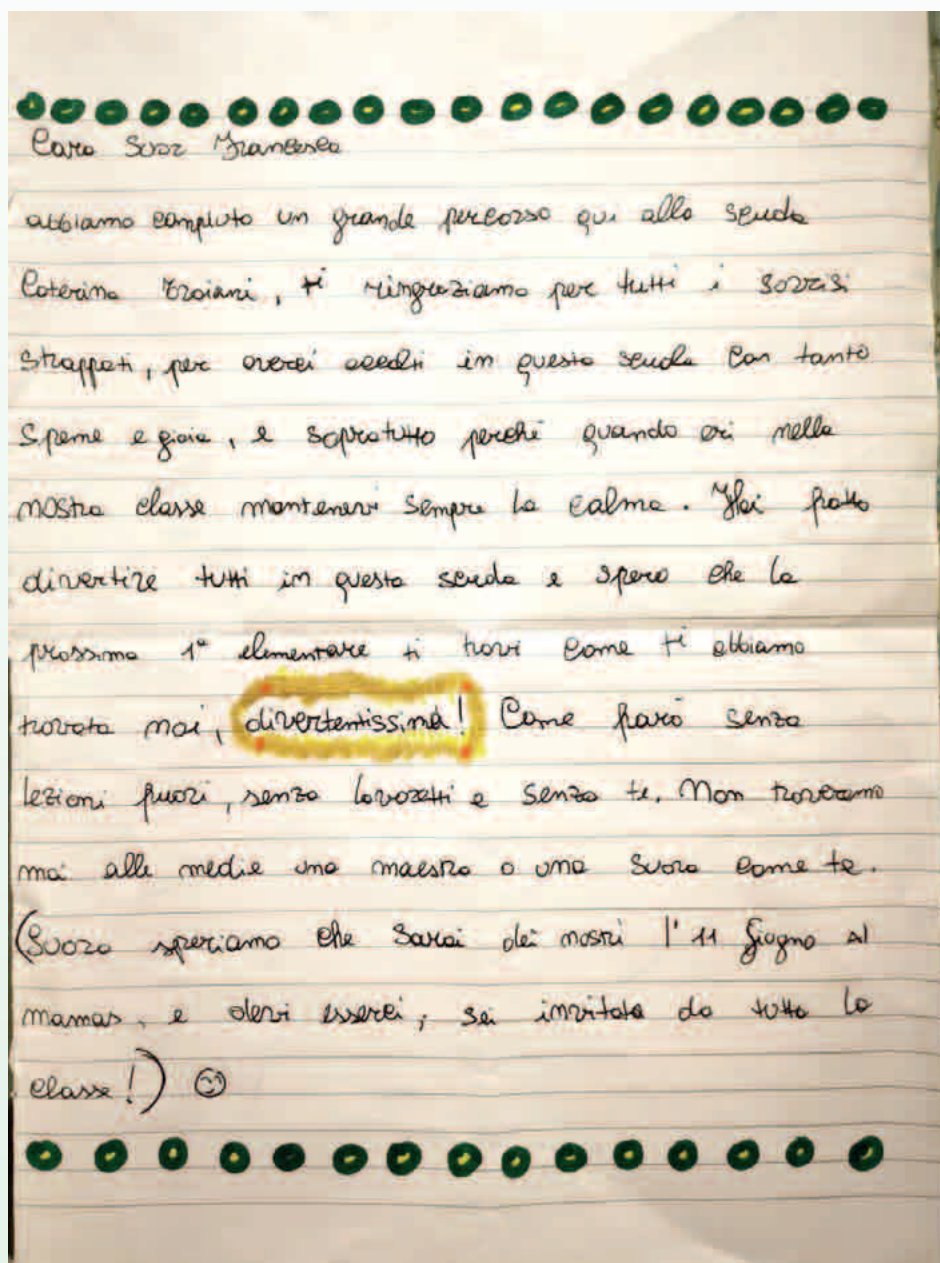 Cara Suor Francesca
abbiamo compiuto un grande percorso qui alla scuola
Caterina Troiani, ti ringraziamo per tutti i sorrisi
strappati, per averci accolti in questa scuola con tanto
speme e gioia, e sopratutto perché quando eri nella
nostra classe mantenevi sempre la calma. Hai fatto
divertire tutti in questa scuola e spero che la
prossima 1ª elementare ti trovi come ti abbiamo
trovata noi, divertentissima! Come farò senza
lezioni fuori, senza lavoretti e senza te. Non troveremo
mai alle medie una maestra o una suora come te.
(Suora speriamo che sarai dei nostri l'11 giugno al
mamas, e devi esserci, sei invitata da tutta la
classe!)